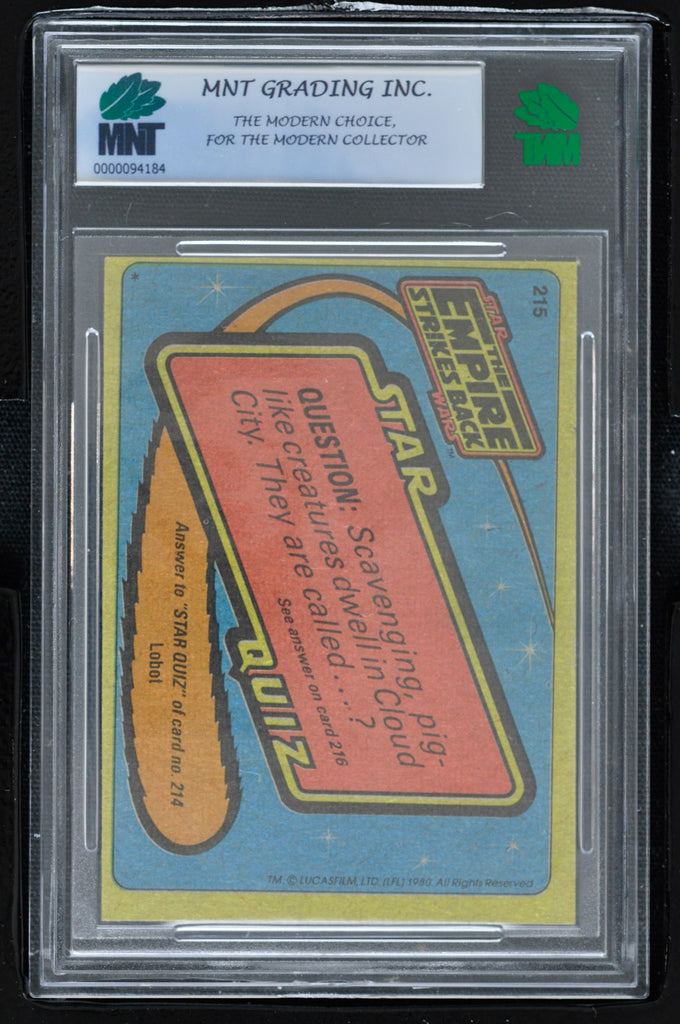 MNT
0000094184
MNT GRADING INC.
THE MODERN CHOICE,
FOR THE MODERN COLLECTOR
MNT
215
STAR
THE
EMPIRE
STRIKES BACK
WARS™
STAR
QUESTION: Scavenging, pig-
like creatures dwell in Cloud
City. They are called...?
See answer on card 216
QUIZ
Answer to "STAR QUIZ" of card no. 214
Lobot
*
TM. © LUCASFILM, LTD. (LFL) 1980. All Rights Reserved